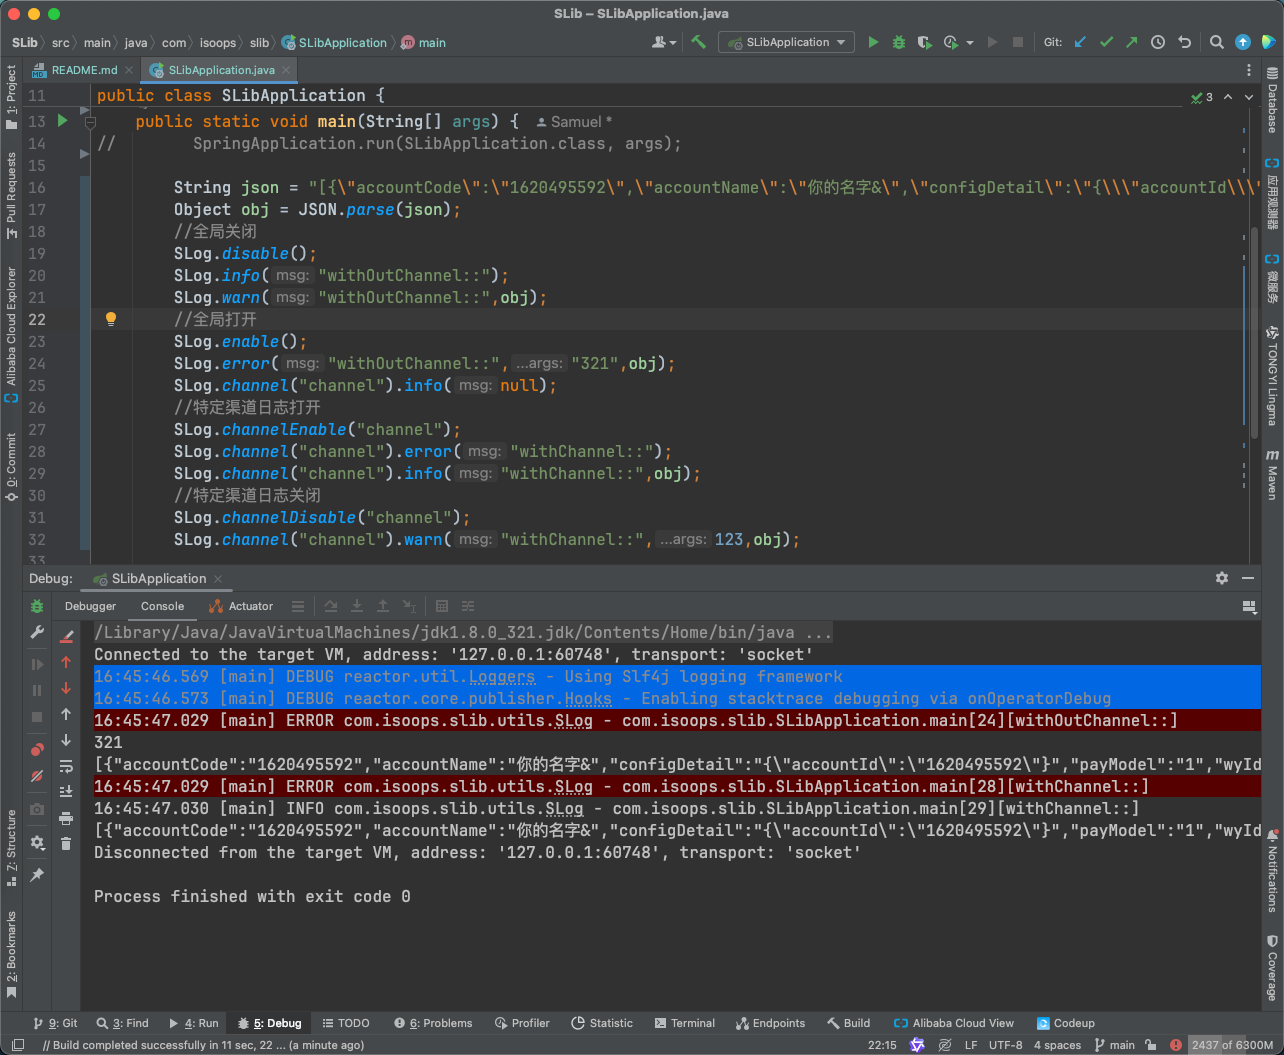 SLib – SLibApplication.java
SLib 〉 src 〉 main 〉 java 〉 com 〉 isoops 〉 slib 〉 SLibApplication 〉 main
SLibApplication
Git:
README.md
SLibApplication.java
11 public class SLibApplication {
3
13 public static void main(String[] args) { Samuel *
14 // SpringApplication.run(SLibApplication.class, args);
15
16 String json = "[{\"accountCode\":\"1620495592\",\"accountName\":\"你的名字&\",\"configDetail\":\"{\\\"accountId\\\"
17 Object obj = JSON.parse(json);
18 //全局关闭
19 SLog.disable();
20 SLog.info( msg: "withOutChannel::");
21 SLog.warn( msg: "withOutChannel::",obj);
22 //全局打开
23 SLog.enable();
24 SLog.error( msg: "withOutChannel::", ...args: "321",obj);
25 SLog.channel("channel").info( msg: null);
26 //特定渠道日志打开
27 SLog.channelEnable("channel");
28 SLog.channel("channel").error( msg: "withChannel::");
29 SLog.channel("channel").info( msg: "withChannel::",obj);
30 //特定渠道日志关闭
31 SLog.channelDisable("channel");
32 SLog.channel("channel").warn( msg: "withChannel::", ...args: 123,obj);
33
1: Project
Pull Requests
Alibaba Cloud Explorer
0: Commit
Z: Structure
2: Bookmarks
Database
应用观测器
微服务
TONGYI Lingma
Maven
Notifications
Coverage
Debug: SLibApplication
Debugger Console Actuator
/Library/Java/JavaVirtualMachines/jdk1.8.0_321.jdk/Contents/Home/bin/java ...
Connected to the target VM, address: '127.0.0.1:60748', transport: 'socket'
16:45:46.569 [main] DEBUG reactor.util.Loggers - Using Slf4j logging framework
16:45:46.573 [main] DEBUG reactor.core.publisher.Hooks - Enabling stacktrace debugging via onOperatorDebug
16:45:47.029 [main] ERROR com.isoops.slib.utils.SLog - com.isoops.slib.SLibApplication.main[24][withOutChannel::]
321
[{"accountCode":"1620495592","accountName":"你的名字&","configDetail":"{\"accountId\":\"1620495592\"}","payModel":"1","wyId
16:45:47.029 [main] ERROR com.isoops.slib.utils.SLog - com.isoops.slib.SLibApplication.main[28][withChannel::]
16:45:47.030 [main] INFO com.isoops.slib.utils.SLog - com.isoops.slib.SLibApplication.main[29][withChannel::]
[{"accountCode":"1620495592","accountName":"你的名字&","configDetail":"{\"accountId\":\"1620495592\"}","payModel":"1","wyId
Disconnected from the target VM, address: '127.0.0.1:60748', transport: 'socket'
Process finished with exit code 0
9: Git 3: Find 4: Run 5: Debug TODO 6: Problems Profiler Statistic Terminal Endpoints Build Alibaba Cloud View Codeup
// Build completed successfully in 11 sec, 22 ... (a minute ago) 22:15 LF UTF-8 4 spaces main 2437 of 6300M